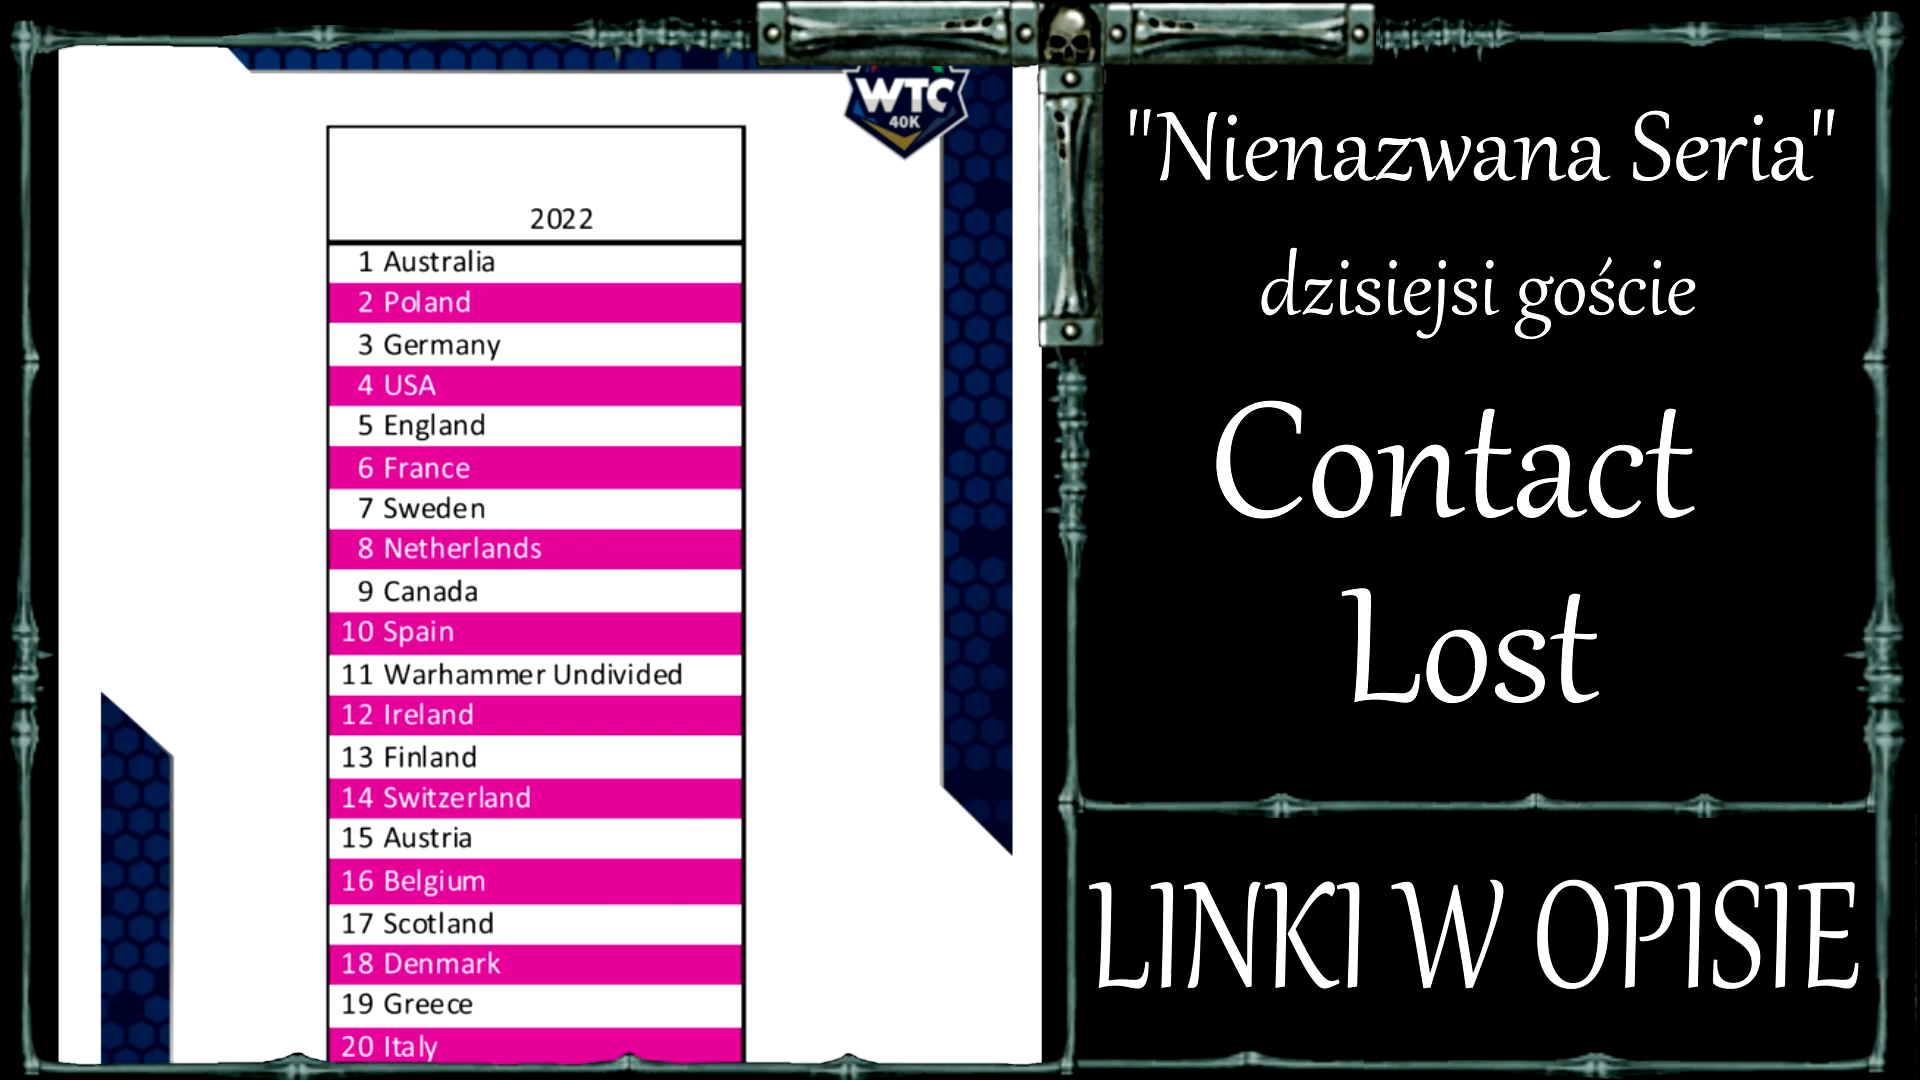 WTC
40K
2022
1 Australia
2 Poland
3 Germany
4 USA
5 England
6 France
7 Sweden
8 Netherlands
9 Canada
10 Spain
11 Warhammer Undivided
12 Ireland
13 Finland
14 Switzerland
15 Austria
16 Belgium
17 Scotland
18 Denmark
19 Greece
20 Italy
"Nienazwana Seria"
dzisiejsi goście
Contact
Lost
LINKI W OPISIE